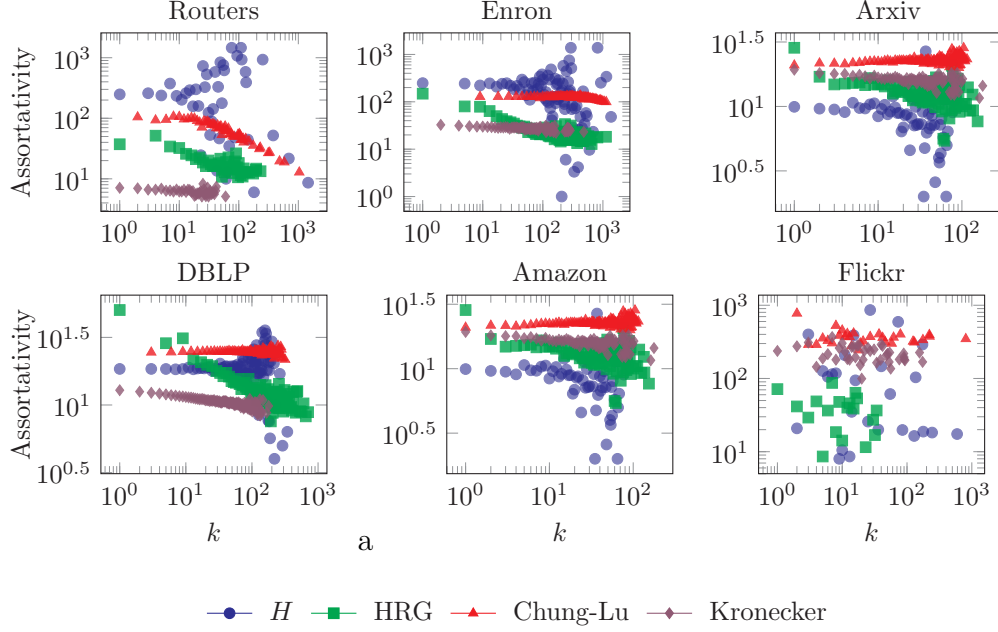 Routers Enron Arxiv
Assortativity
10^3
10^2
10^1
10^0 10^1 10^2 10^3
10^3
10^2
10^1
10^0
10^0 10^1 10^2 10^3
10^1.5
10^1
10^0.5
10^0 10^1 10^2
DBLP Amazon Flickr
Assortativity
10^1.5
10^1
10^0.5
10^0 10^1 10^2 10^3
k
10^1.5
10^1
10^0.5
10^0 10^1 10^2
k
10^3
10^2
10^1
10^0 10^1 10^2 10^3
k
a
H HRG Chung-Lu Kronecker